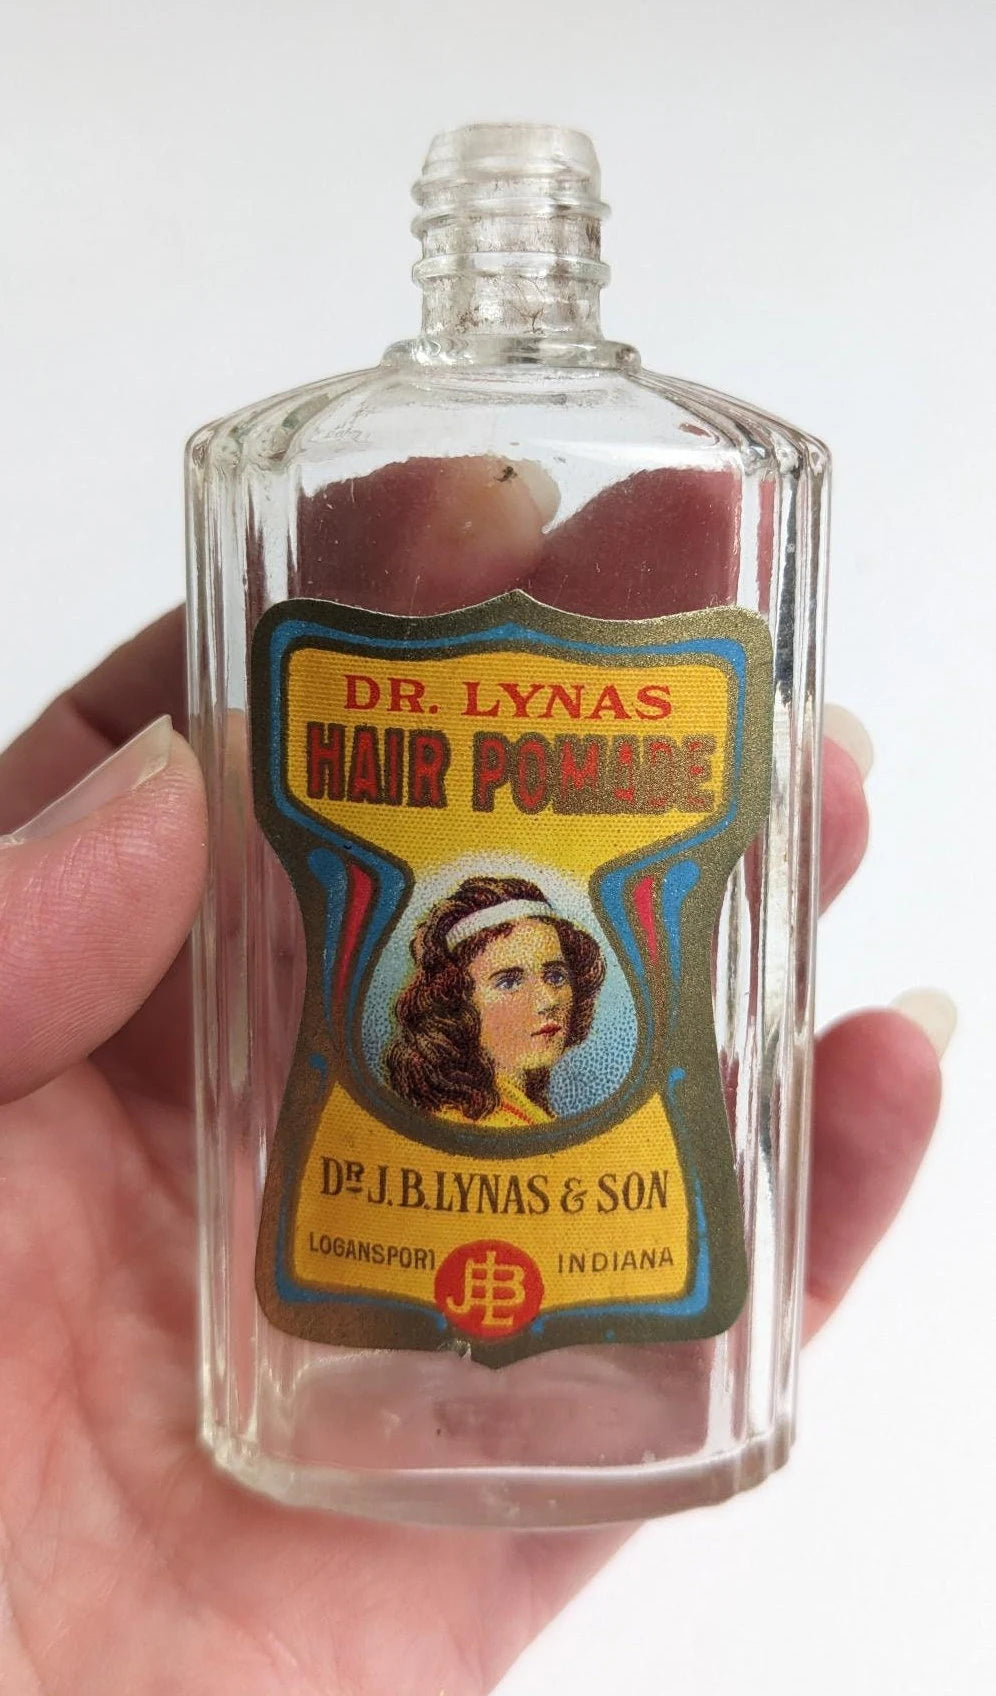 DR. LYNAS
HAIR POMADE
DR J. B. LYNAS & SON
LOGANSPORT INDIANA
JBL